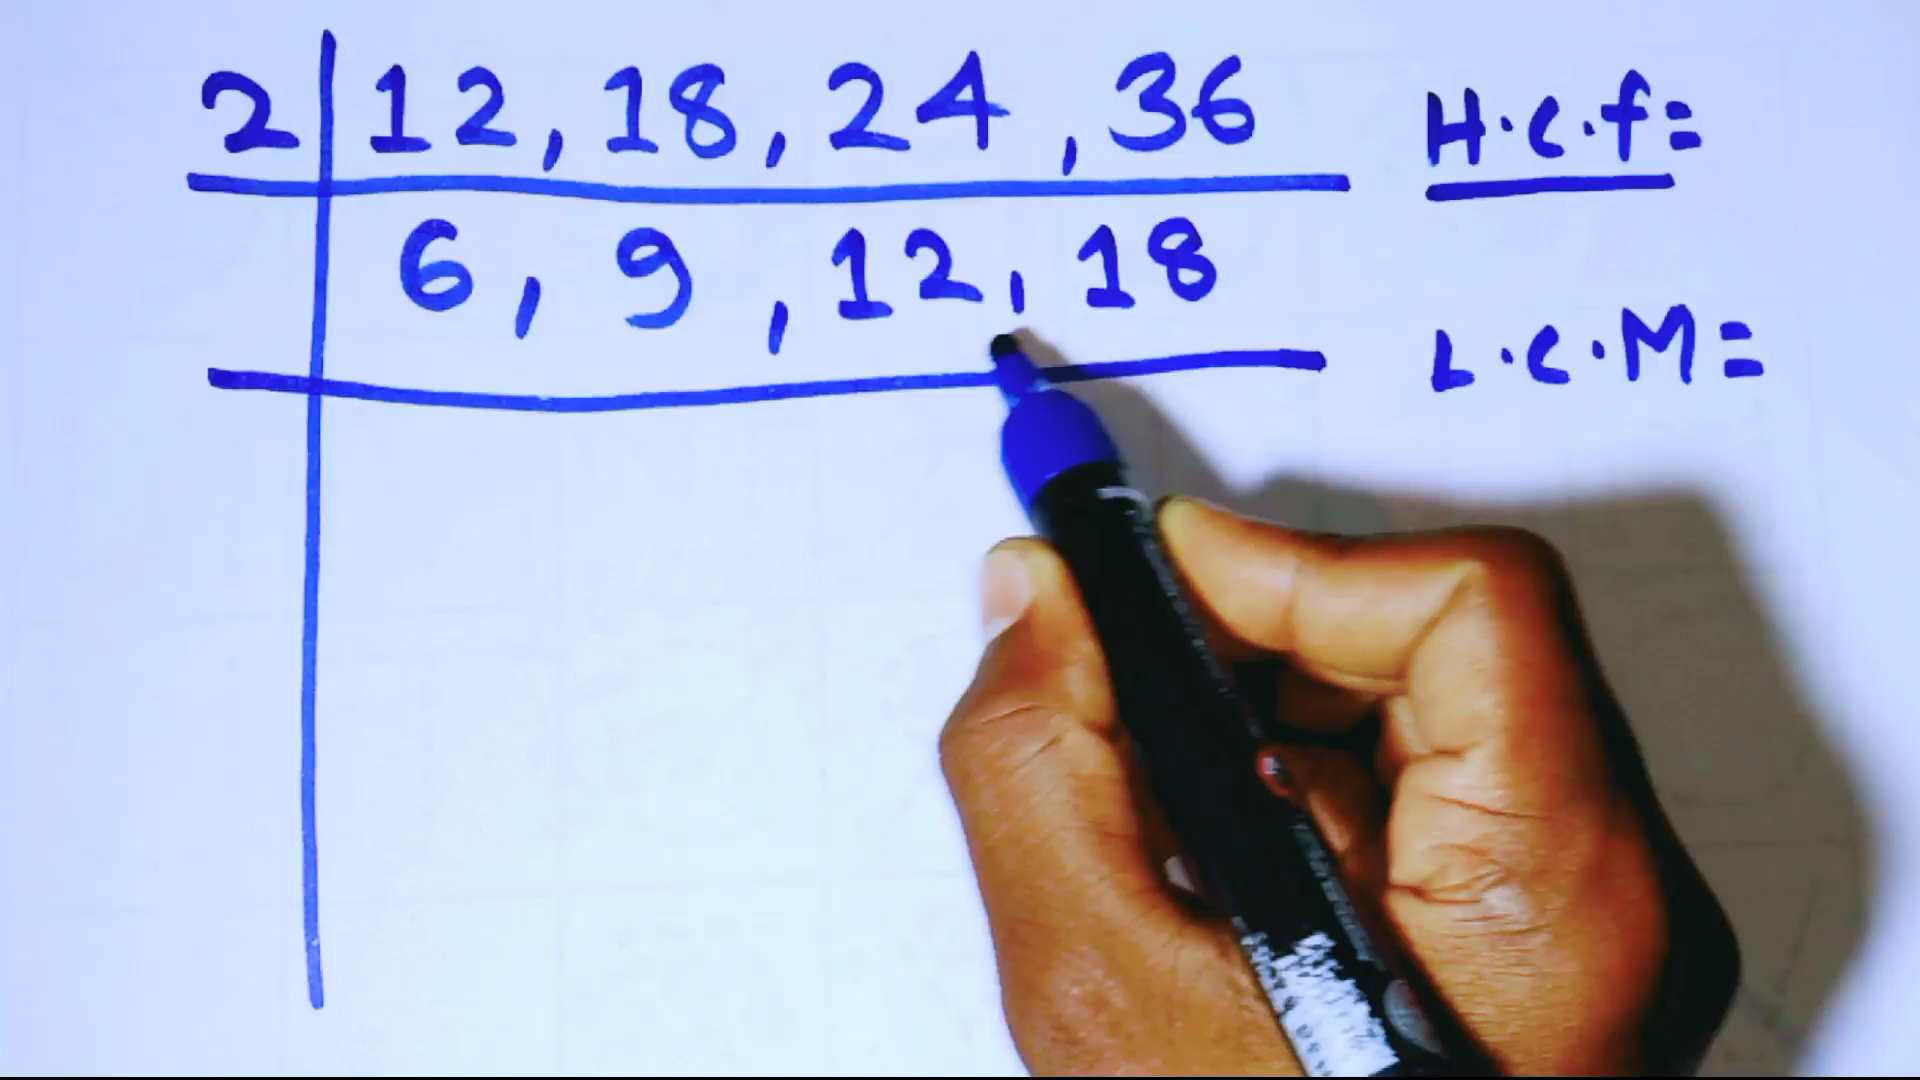 2 | 12, 18, 24, 36
6, 9, 12, 18
H.C.f=
L.C.M=